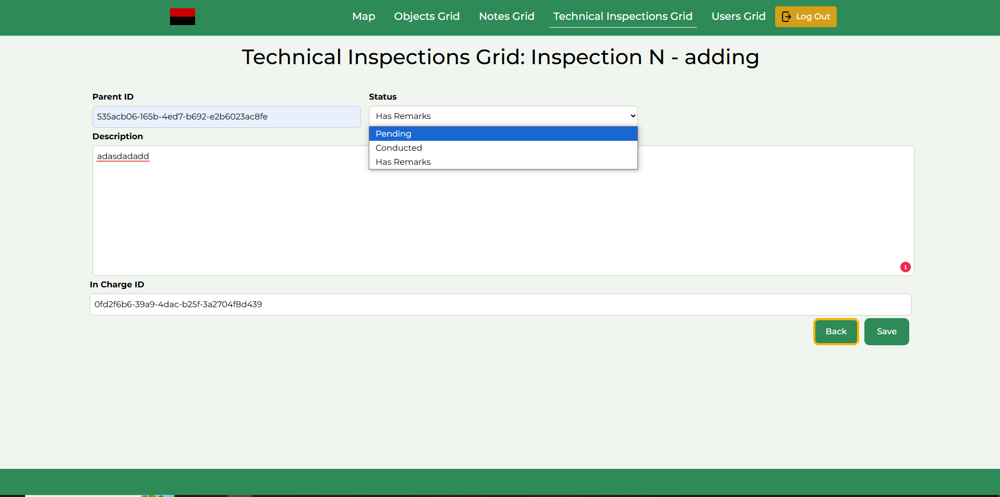 Map Objects Grid Notes Grid Technical Inspections Grid Users Grid Log Out
Technical Inspections Grid: Inspection N - adding
Parent ID
535acb06-165b-4ed7-b692-e2b6023ac8fe
Status
Has Remarks
Pending
Conducted
Has Remarks
Description
adasdadadd
1
In Charge ID
0fd2f6b6-39a9-4dac-b25f-3a2704f8d439
Back Save